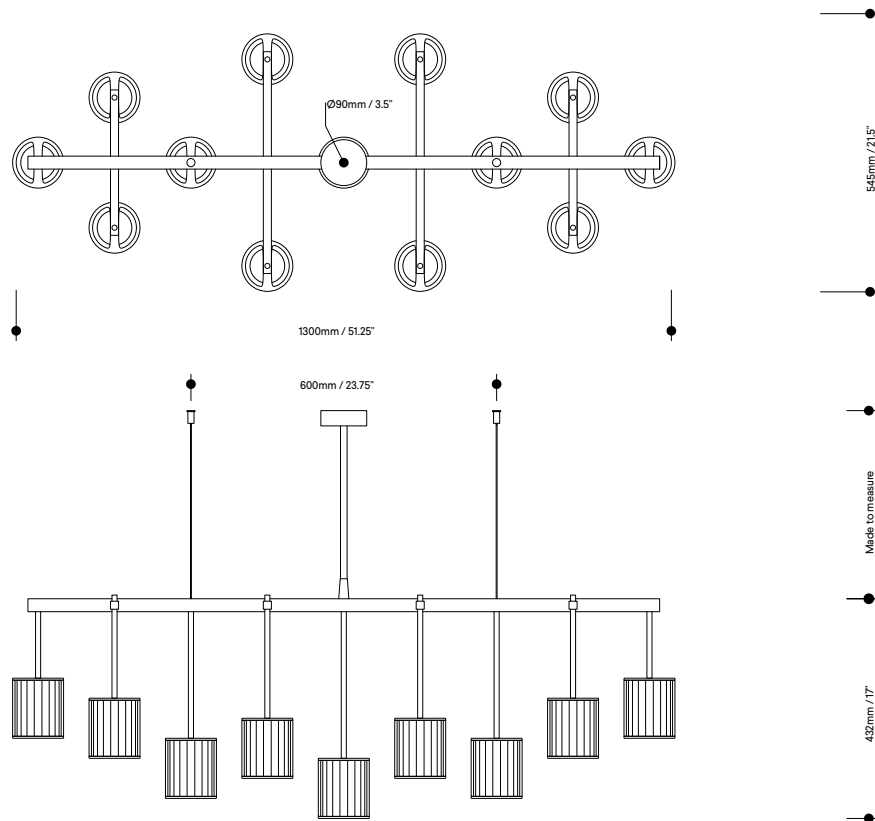 Ø90mm / 3.5"
545mm / 21.5"
1300mm / 51.25"
600mm / 23.75"
Made to measure
432mm / 17"